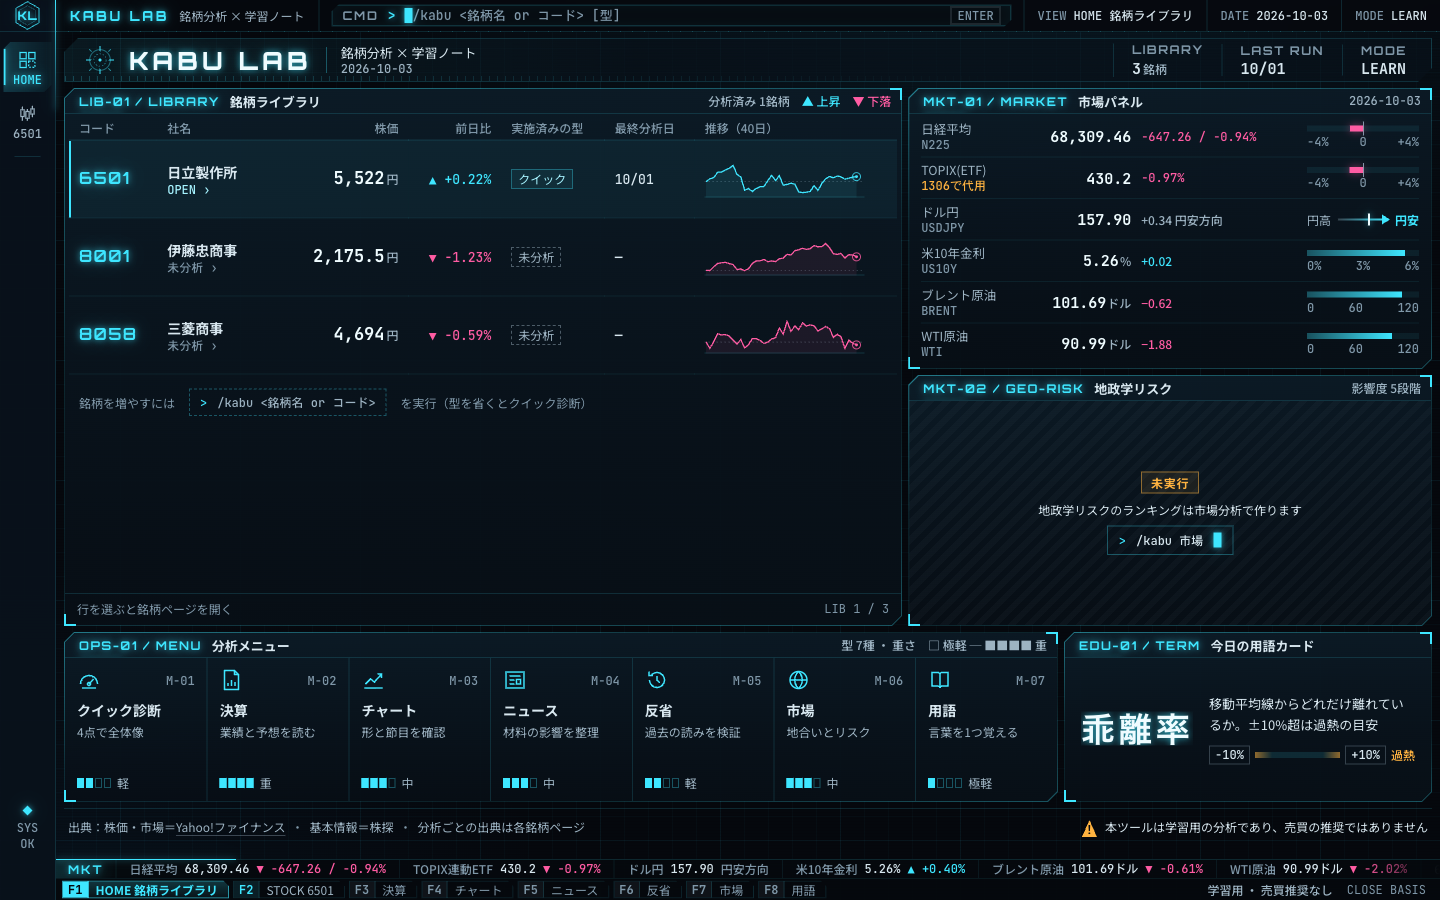 KL KABU LAB 銘柄分析 × 学習ノート CMD > /kabu <銘柄名 or コード> [型] ENTER VIEW HOME 銘柄ライブラリ DATE 2026-10-03 MODE LEARN
HOME
6501
SYS
OK
KABU LAB 銘柄分析 × 学習ノート
2026-10-03
LIBRARY
3 銘柄
LAST RUN
10/01
MODE
LEARN
LIB-01 / LIBRARY 銘柄ライブラリ 分析済み 1銘柄 ▲ 上昇 ▼ 下落
コード 社名 株価 前日比 実施済みの型 最終分析日 推移（40日）
6501 日立製作所 5,522円 ▲ +0.22% クイック 10/01
OPEN ›
8001 伊藤忠商事 2,175.5円 ▼ -1.23% 未分析 —
未分析 ›
8058 三菱商事 4,694円 ▼ -0.59% 未分析 —
未分析 ›
銘柄を増やすには > /kabu <銘柄名 or コード> を実行（型を省くとクイック診断）
行を選ぶと銘柄ページを開く LIB 1 / 3
MKT-01 / MARKET 市場パネル 2026-10-03
日経平均 68,309.46 -647.26 / -0.94%
N225 -4% 0 +4%
TOPIX(ETF) 430.2 -0.97%
1306で代用 -4% 0 +4%
ドル円 157.90 +0.34 円安方向 円高 円安
USDJPY
米10年金利 5.26% +0.02
US10Y 0% 3% 6%
ブレント原油 101.69ドル −0.62
BRENT 0 60 120
WTI原油 90.99ドル −1.88
WTI 0 60 120
MKT-02 / GEO-RISK 地政学リスク 影響度 5段階
未実行
地政学リスクのランキングは市場分析で作ります
> /kabu 市場
OPS-01 / MENU 分析メニュー 型 7種 ・ 重さ □ 極軽 — ■■■■ 重
M-01
クイック診断
4点で全体像
軽
M-02
決算
業績と予想を読む
重
M-03
チャート
形と節目を確認
中
M-04
ニュース
材料の影響を整理
中
M-05
反省
過去の読みを検証
軽
M-06
市場
地合いとリスク
中
M-07
用語
言葉を1つ覚える
極軽
EDU-01 / TERM 今日の用語カード
乖離率
移動平均線からどれだけ離れてい
るか。±10%超は過熱の目安
-10% +10% 過熱
出典：株価・市場＝Yahoo!ファイナンス ・ 基本情報＝株探 ・ 分析ごとの出典は各銘柄ページ
本ツールは学習用の分析であり、売買の推奨ではありません
MKT 日経平均 68,309.46 ▼ -647.26 / -0.94% TOPIX連動ETF 430.2 ▼ -0.97% ドル円 157.90 円安方向 米10年金利 5.26% ▲ +0.40% ブレント原油 101.69ドル ▼ -0.61% WTI原油 90.99ドル ▼ -2.02%
F1 HOME 銘柄ライブラリ F2 STOCK 6501 F3 決算 F4 チャート F5 ニュース F6 反省 F7 市場 F8 用語 学習用・売買推奨なし CLOSE BASIS